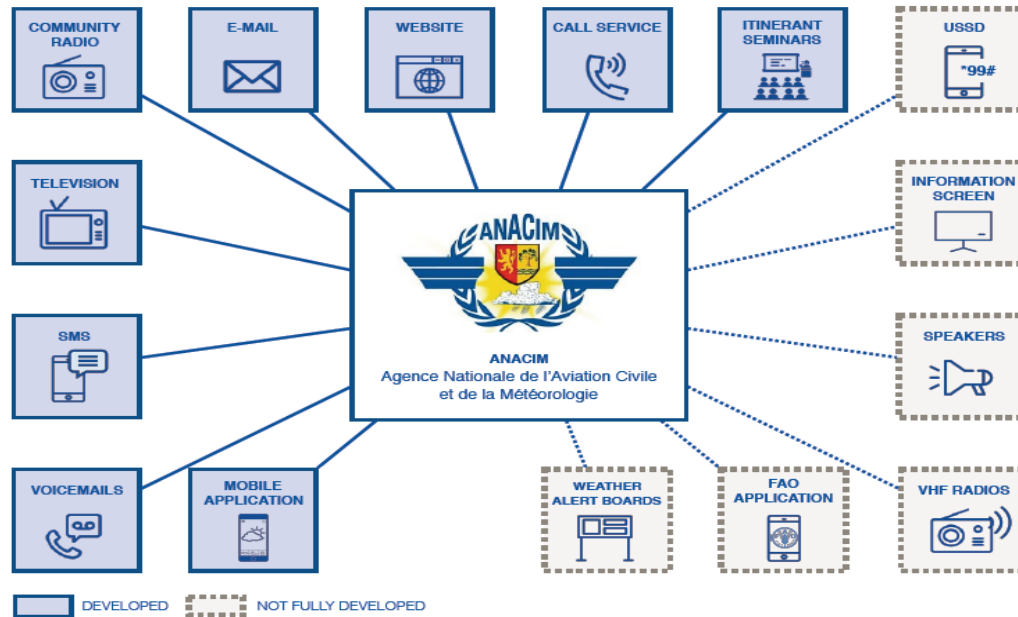 COMMUNITY
RADIO
E-MAIL
WEBSITE
CALL SERVICE
ITINERANT
SEMINARS
USSD
*99#
TELEVISION
INFORMATION
SCREEN
ANACIM
SMS
SPEAKERS
ANACIM
Agence Nationale de l'Aviation Civile
et de la Météorologie
VOICEMAILS
MOBILE
APPLICATION
WEATHER
ALERT BOARDS
FAO
APPLICATION
VHF RADIOS
DEVELOPED
NOT FULLY DEVELOPED